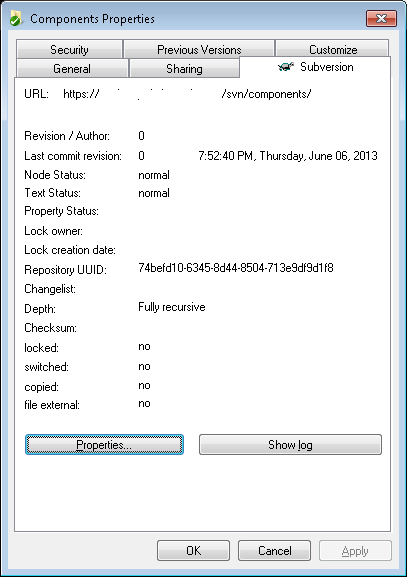 Components Properties
Security Previous Versions Customize
General Sharing Subversion
URL: https:// /svn/components/
Revision / Author: 0
Last commit revision: 0 7:52:40 PM, Thursday, June 06, 2013
Node Status: normal
Text Status: normal
Property Status:
Lock owner:
Lock creation date:
Repository UUID: 74befd10-6345-8d44-8504-713e9df9d1f8
Changelist:
Depth: Fully recursive
Checksum:
locked: no
switched: no
copied: no
file external: no
Properties... Show log
OK Cancel Apply